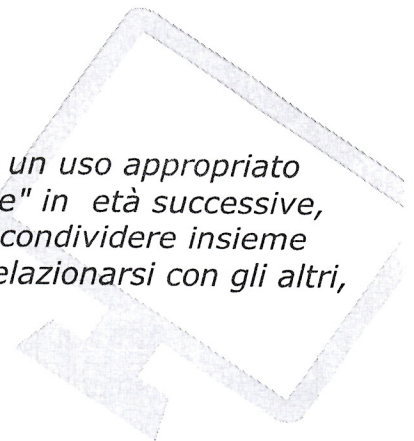 un uso appropriato
e" in età successive,
condividere insieme
elazionarsi con gli altri,